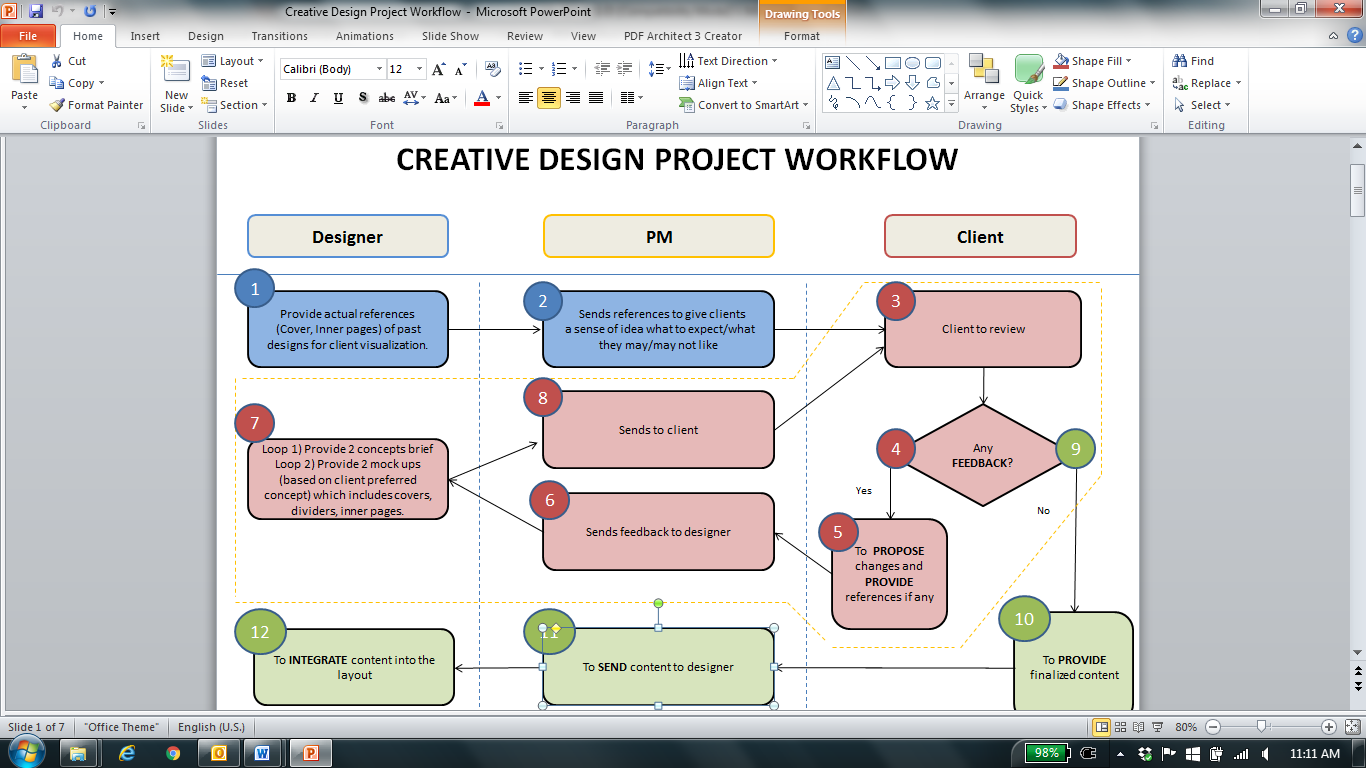 Creative Design Project Workflow - Microsoft PowerPoint
Drawing Tools
File Home Insert Design Transitions Animations Slide Show Review View PDF Architect 3 Creator Format
Paste
Cut
Copy
Format Painter
Clipboard
New Slide
Layout
Reset
Section
Slides
Calibri (Body) 12
B I U S abc AV Aa A
Font
Text Direction
Align Text
Convert to SmartArt
Paragraph
Arrange
Quick Styles
Shape Fill
Shape Outline
Shape Effects
Drawing
Find
Replace
Select
Editing
CREATIVE DESIGN PROJECT WORKFLOW
Designer
PM
Client
1
Provide actual references
(Cover, Inner pages) of past
designs for client visualization.
2
Sends references to give clients
a sense of idea what to expect/what
they may/may not like
3
Client to review
4
Any
FEEDBACK?
9
Yes
No
5
To PROPOSE
changes and
PROVIDE
references if any
6
Sends feedback to designer
7
Loop 1) Provide 2 concepts brief
Loop 2) Provide 2 mock ups
(based on client preferred
concept) which includes covers,
dividers, inner pages.
8
Sends to client
10
To PROVIDE
finalized content
11
To SEND content to designer
12
To INTEGRATE content into the
layout
Slide 1 of 7 "Office Theme" English (U.S.) 80%
98% 11:11 AM